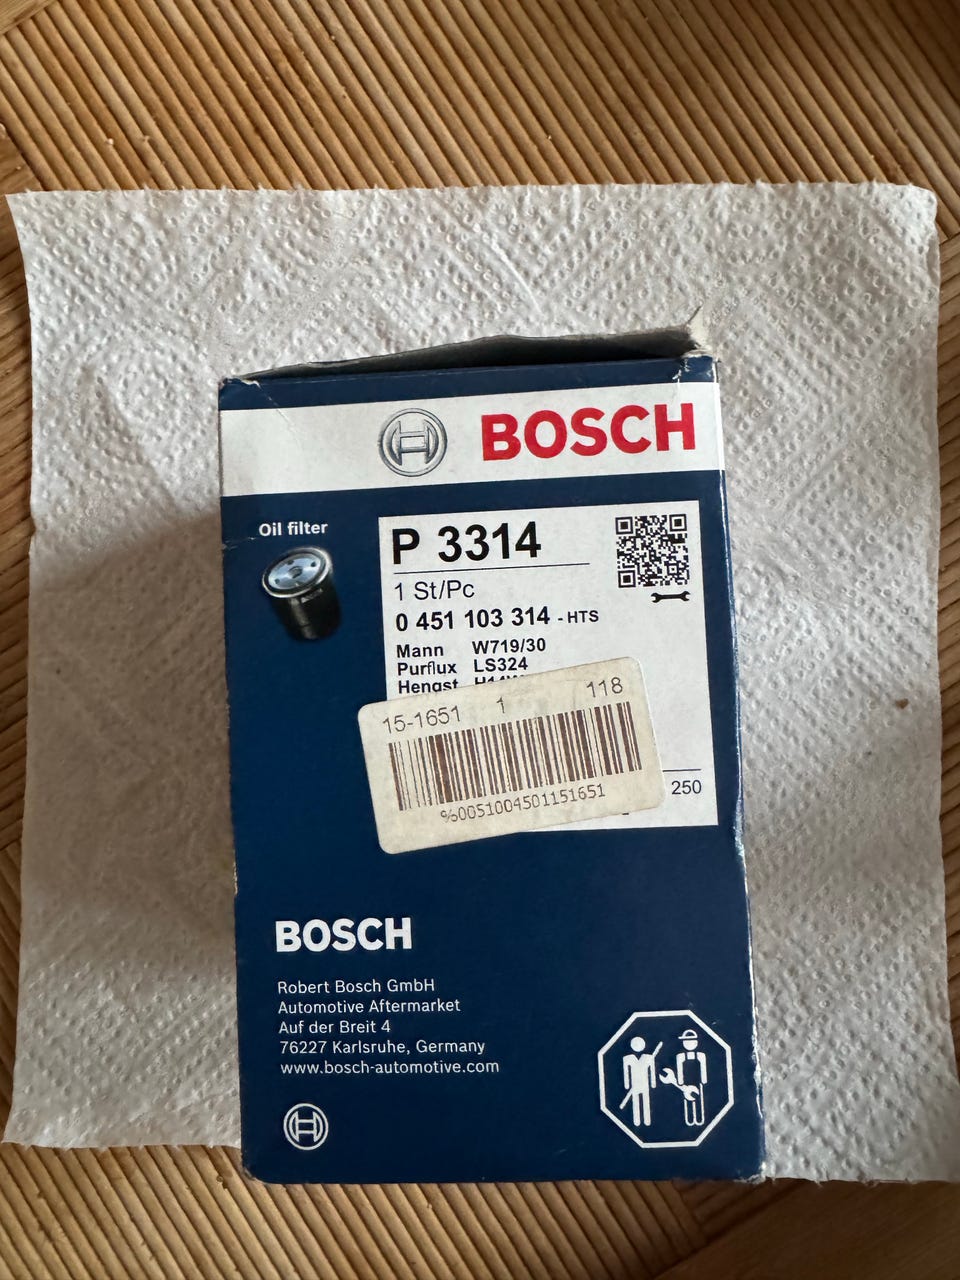 BOSCH
Oil filter
P 3314
1 St/Pc
0 451 103 314 - HTS
Mann W719/30
Purflux LS324
Hengst
15-1651 1 118
%0051004501151651
250
BOSCH
Robert Bosch GmbH
Automotive Aftermarket
Auf der Breit 4
76227 Karlsruhe, Germany
www.bosch-automotive.com